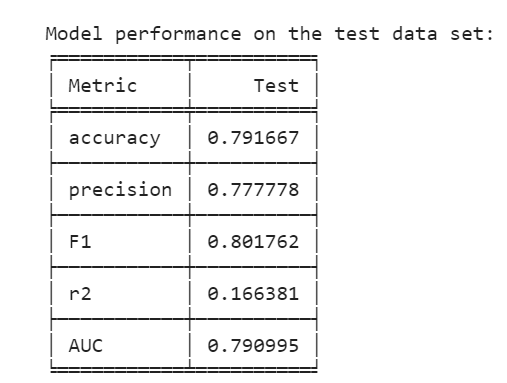 Model performance on the test data set:
Metric Test
accuracy 0.791667
precision 0.777778
F1 0.801762
r2 0.166381
AUC 0.790995